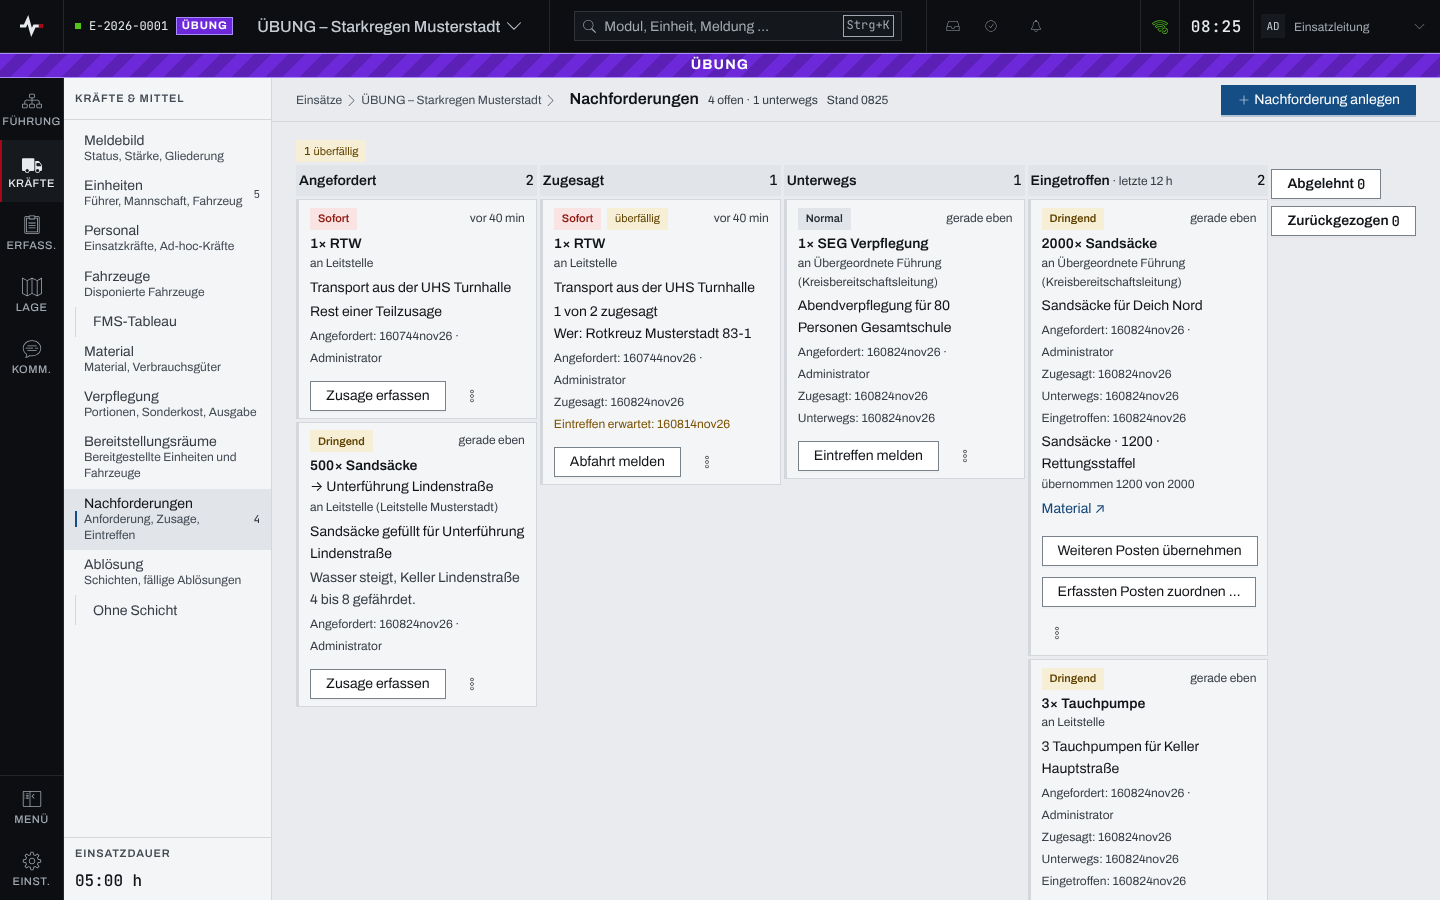 E-2026-0001 ÜBUNG ÜBUNG – Starkregen Musterstadt
Modul, Einheit, Meldung ... Strg+K
08:25
AD Einsatzleitung
ÜBUNG
FÜHRUNG
KRÄFTE
ERFASS.
LAGE
KOMM.
MENÜ
EINST.
KRÄFTE & MITTEL
Meldebild
Status, Stärke, Gliederung
Einheiten
Führer, Mannschaft, Fahrzeug 5
Personal
Einsatzkräfte, Ad-hoc-Kräfte
Fahrzeuge
Disponierte Fahrzeuge
FMS-Tableau
Material
Material, Verbrauchsgüter
Verpflegung
Portionen, Sonderkost, Ausgabe
Bereitstellungsräume
Bereitgestellte Einheiten und
Fahrzeuge
Nachforderungen
Anforderung, Zusage, 4
Eintreffen
Ablösung
Schichten, fällige Ablösungen
Ohne Schicht
EINSATZDAUER
05:00 h
Einsätze ÜBUNG – Starkregen Musterstadt Nachforderungen 4 offen · 1 unterwegs Stand 0825
+ Nachforderung anlegen
1 überfällig
Angefordert 2
Sofort vor 40 min
1× RTW
an Leitstelle
Transport aus der UHS Turnhalle
Rest einer Teilzusage
Angefordert: 160744nov26 ·
Administrator
Zusage erfassen
Dringend gerade eben
500× Sandsäcke
→ Unterführung Lindenstraße
an Leitstelle (Leitstelle Musterstadt)
Sandsäcke gefüllt für Unterführung
Lindenstraße
Wasser steigt, Keller Lindenstraße
4 bis 8 gefährdet.
Angefordert: 160824nov26 ·
Administrator
Zusage erfassen
Zugesagt 1
Sofort überfällig vor 40 min
1× RTW
an Leitstelle
Transport aus der UHS Turnhalle
1 von 2 zugesagt
Wer: Rotkreuz Musterstadt 83-1
Angefordert: 160744nov26 ·
Administrator
Zugesagt: 160824nov26
Eintreffen erwartet: 160814nov26
Abfahrt melden
Unterwegs 1
Normal gerade eben
1× SEG Verpflegung
an Übergeordnete Führung
(Kreisbereitschaftsleitung)
Abendverpflegung für 80
Personen Gesamtschule
Angefordert: 160824nov26 ·
Administrator
Zugesagt: 160824nov26
Unterwegs: 160824nov26
Eintreffen melden
Eingetroffen · letzte 12 h 2
Dringend gerade eben
2000× Sandsäcke
an Übergeordnete Führung
(Kreisbereitschaftsleitung)
Sandsäcke für Deich Nord
Angefordert: 160824nov26 ·
Administrator
Zugesagt: 160824nov26
Unterwegs: 160824nov26
Eingetroffen: 160824nov26
Sandsäcke · 1200 ·
Rettungsstaffel
übernommen 1200 von 2000
Material ↗
Weiteren Posten übernehmen
Erfassten Posten zuordnen ...
Dringend gerade eben
3× Tauchpumpe
an Leitstelle
3 Tauchpumpen für Keller
Hauptstraße
Angefordert: 160824nov26 ·
Administrator
Zugesagt: 160824nov26
Unterwegs: 160824nov26
Eingetroffen: 160824nov26
Abgelehnt 0
Zurückgezogen 0